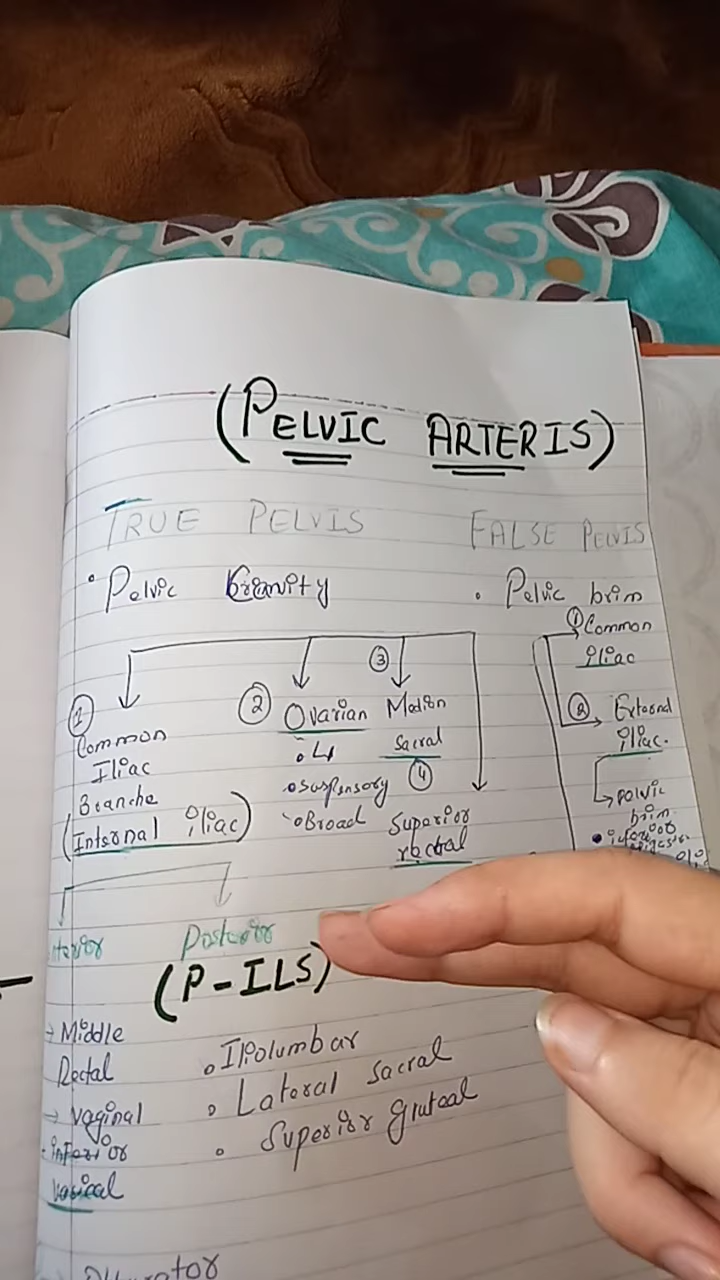 (PELVIC ARTERIS)
TRUE PELVIS
FALSE PELVIS
Pelvic Cravity
Pelvic brim
① Common
iliac
② External
iliac.
pelvic
brim
inferior
①
Common
Iliac
Branche
(Internal iliac)
②
Ovarian
Suspensory
Broad
③
Median
Sacral
④
Superior
rectal
Posterior
(P-ILS)
→ Middle
Rectal
→ Vaginal
inferior
vesical
Iliolumbar
Lateral sacral
Superior gluteal